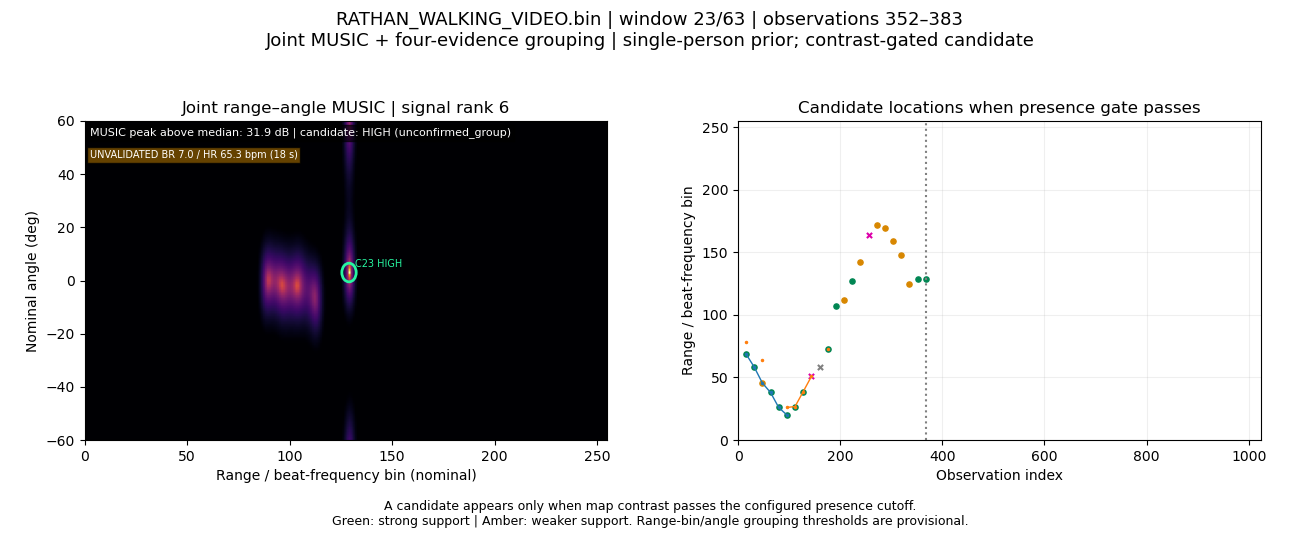 RATHAN_WALKING_VIDEO.bin | window 23/63 | observations 352–383
Joint MUSIC + four-evidence grouping | single-person prior; contrast-gated candidate
Joint range–angle MUSIC | signal rank 6
MUSIC peak above median: 31.9 dB | candidate: HIGH (unconfirmed_group)
UNVALIDATED BR 7.0 / HR 65.3 bpm (18 s)
C23 HIGH
Nominal angle (deg)
60
40
20
0
−20
−40
−60
0 50 100 150 200 250
Range / beat-frequency bin (nominal)
Candidate locations when presence gate passes
Range / beat-frequency bin
250
200
150
100
50
0
0 200 400 600 800 1000
Observation index
A candidate appears only when map contrast passes the configured presence cutoff.
Green: strong support | Amber: weaker support. Range-bin/angle grouping thresholds are provisional.